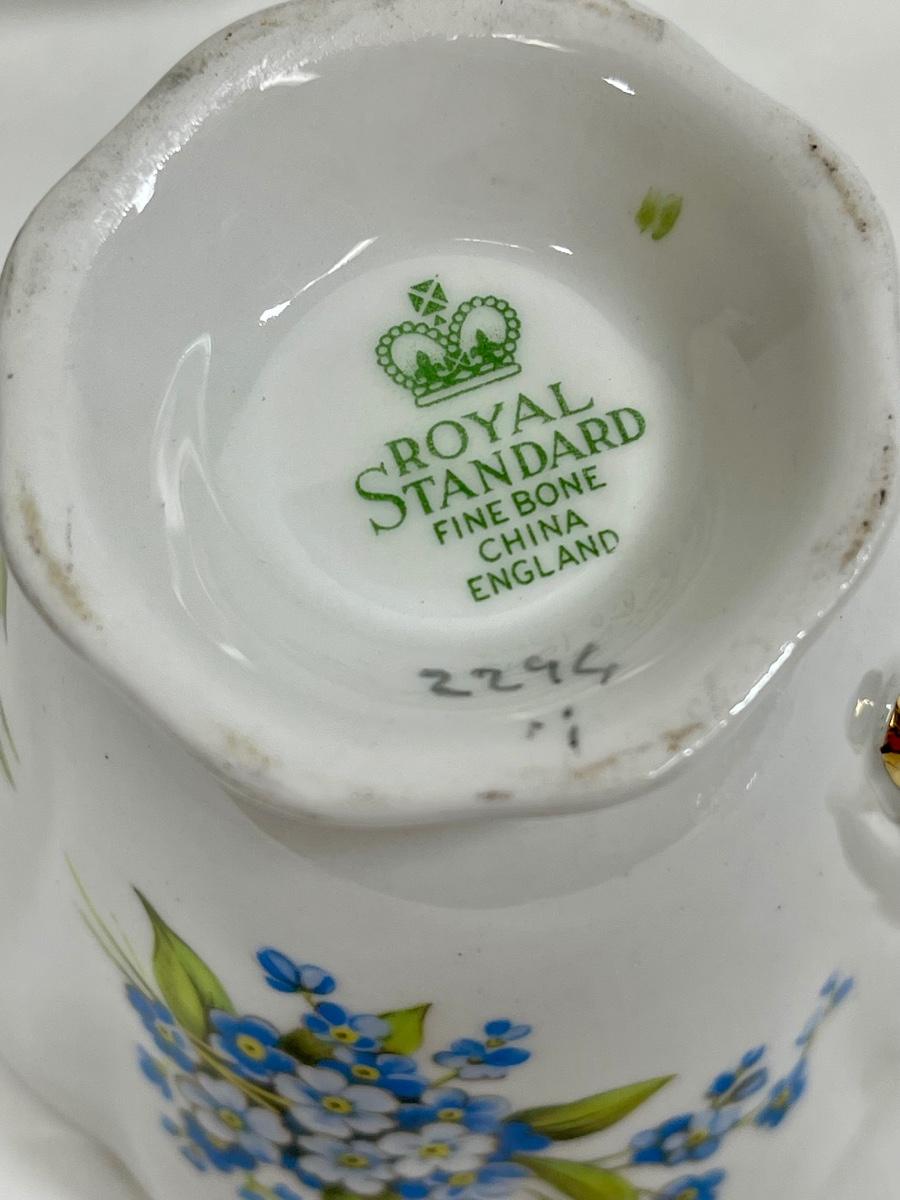 ROYAL
STANDARD
FINE BONE
CHINA
ENGLAND
2294